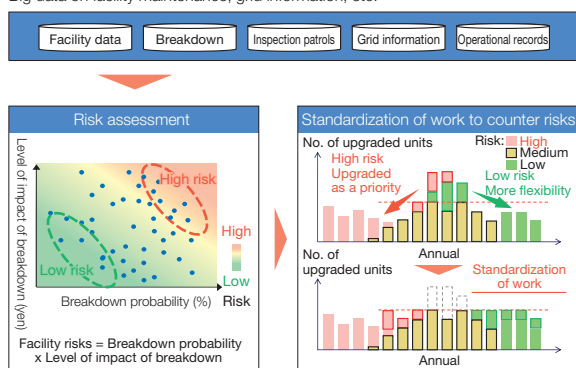 Big data on facility maintenance, grid information, etc.
Facility data
Breakdown
Inspection patrols
Grid information
Operational records
Risk assessment
Level of impact of breakdown (yen)
High risk
Low risk
High
Low
Risk
Breakdown probability (%)
Facility risks = Breakdown probability
x Level of impact of breakdown
Standardization of work to counter risks
No. of upgraded units
Risk:
High
Medium
Low
High risk
Upgraded
as a priority
Low risk
More flexibility
Annual
No. of
upgraded units
Standardization
of work
Annual